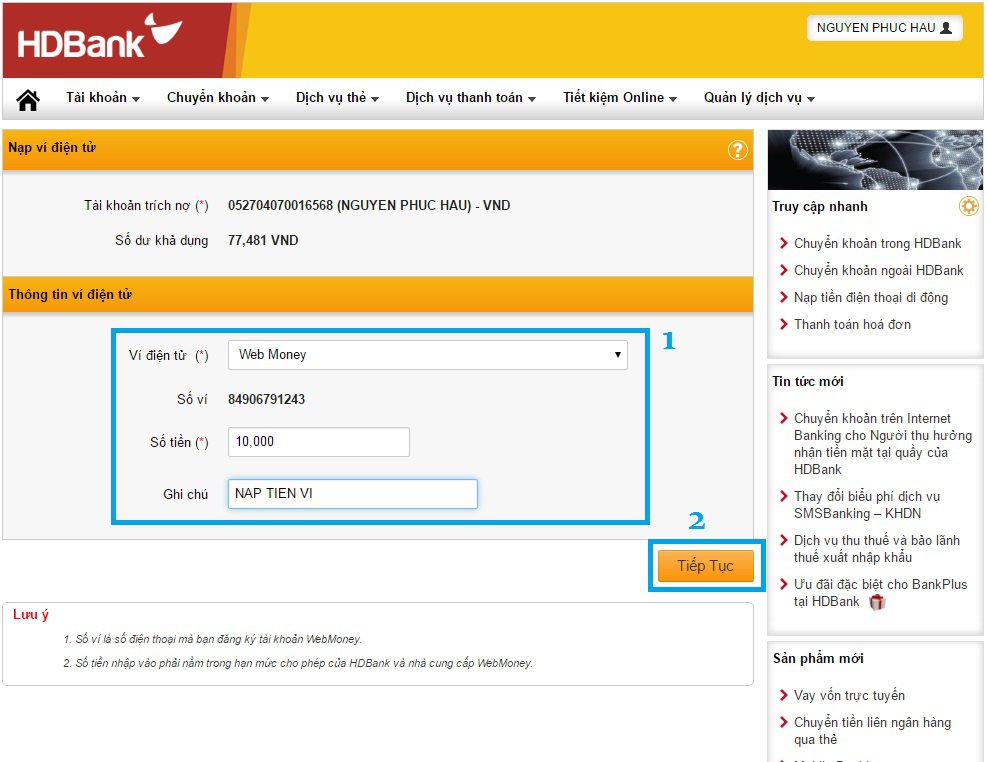 HDBank
NGUYEN PHUC HAU
Tài khoản
Chuyển khoản
Dịch vụ thẻ
Dịch vụ thanh toán
Tiết kiệm Online
Quản lý dịch vụ
Nạp ví điện tử
?
Tài khoản trích nợ (*) 052704070016568 (NGUYEN PHUC HAU) - VND
Số dư khả dụng 77,481 VND
Thông tin ví điện tử
1
Ví điện tử (*) Web Money
Số ví 84906791243
Số tiền (*) 10,000
Ghi chú NAP TIEN VI
2
Tiếp Tục
Lưu ý
1. Số ví là số điện thoại mà bạn đăng ký tài khoản WebMoney.
2. Số tiền nhập vào phải nằm trong hạn mức cho phép của HDBank và nhà cung cấp WebMoney.
Truy cập nhanh
Chuyển khoản trong HDBank
Chuyển khoản ngoài HDBank
Nạp tiền điện thoại di động
Thanh toán hoá đơn
Tin tức mới
Chuyển khoản trên Internet
Banking cho Người thụ hưởng
nhận tiền mặt tại quầy của
HDBank
Thay đổi biểu phí dịch vụ
SMSBanking – KHDN
Dịch vụ thu thuế và bảo lãnh
thuế xuất nhập khẩu
Ưu đãi đặc biệt cho BankPlus
tại HDBank
Sản phẩm mới
Vay vốn trực tuyến
Chuyển tiền liên ngân hàng
qua thẻ